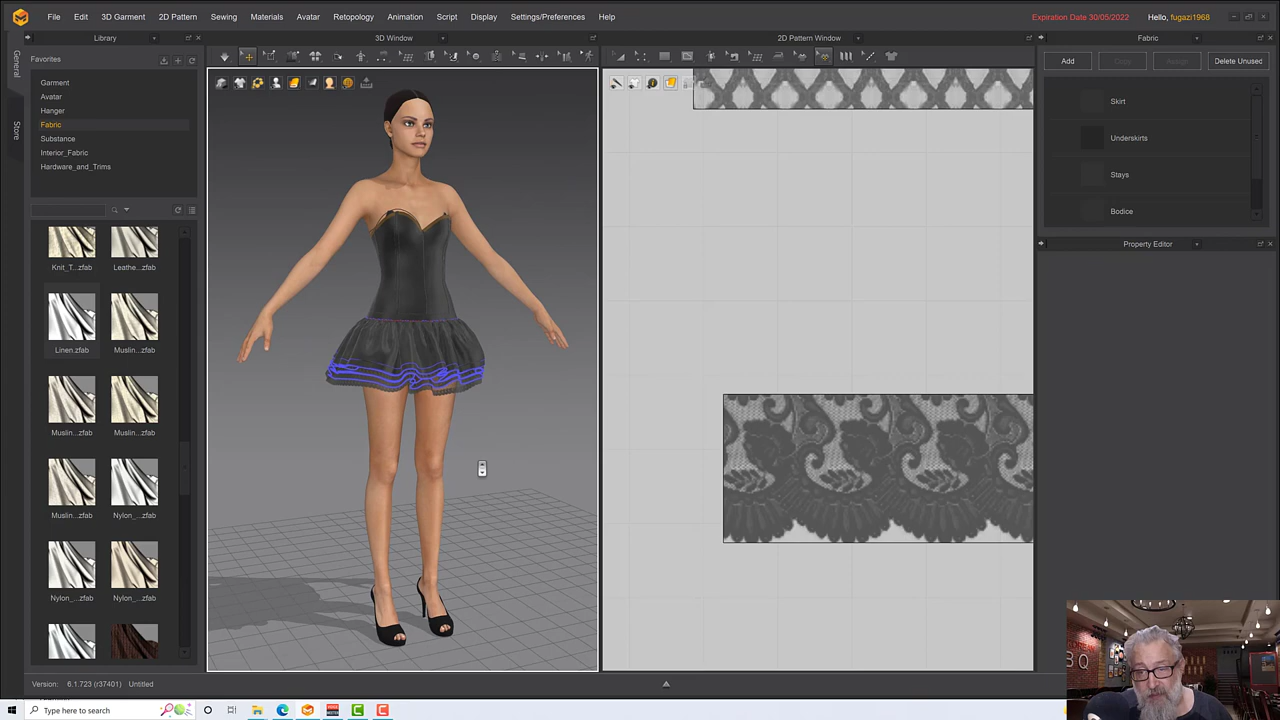 File Edit 3D Garment 2D Pattern Sewing Materials Avatar Retopology Animation Script Display Settings/Preferences Help
Expiration Date 30/05/2022 Hello, fugazi1968
Library
3D Window
2D Pattern Window
Fabric
General
Store
Favorites
Garment
Avatar
Hanger
Fabric
Substance
Interior_Fabric
Hardware_and_Trims
Knit_T...zfab Leathe...zfab
Linen.zfab Muslin...zfab
Muslin...zfab Muslin...zfab
Muslin...zfab Nylon_...zfab
Nylon_...zfab Nylon_...zfab
Add Copy Assign Delete Unused
Skirt
Underskirts
Stays
Bodice
Property Editor
Version: 6.1.723 (r37401) Untitled
Type here to search